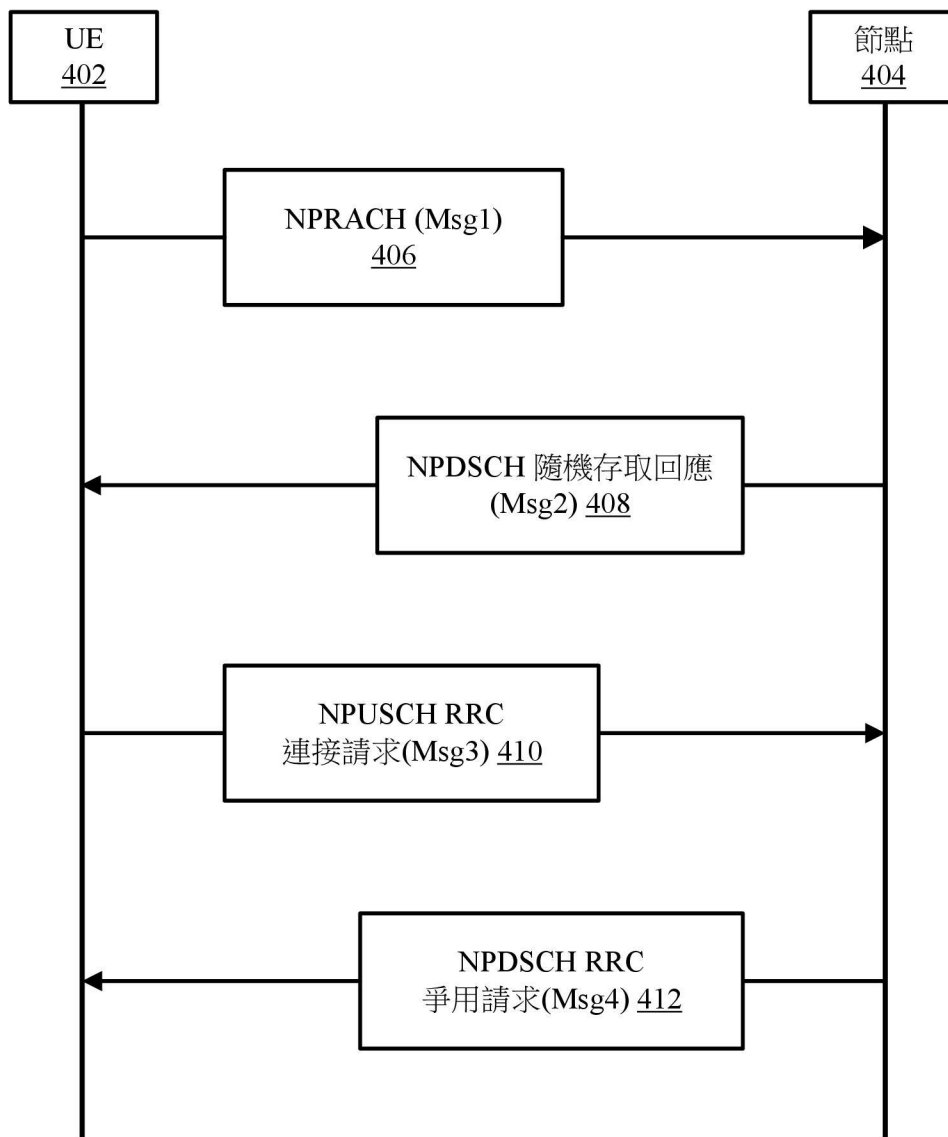 UE
402
節點
404
NPRACH (Msg1)
406
NPDSCH 隨機存取回應
(Msg2) 408
NPUSCH RRC
連接請求(Msg3) 410
NPDSCH RRC
爭用請求(Msg4) 412